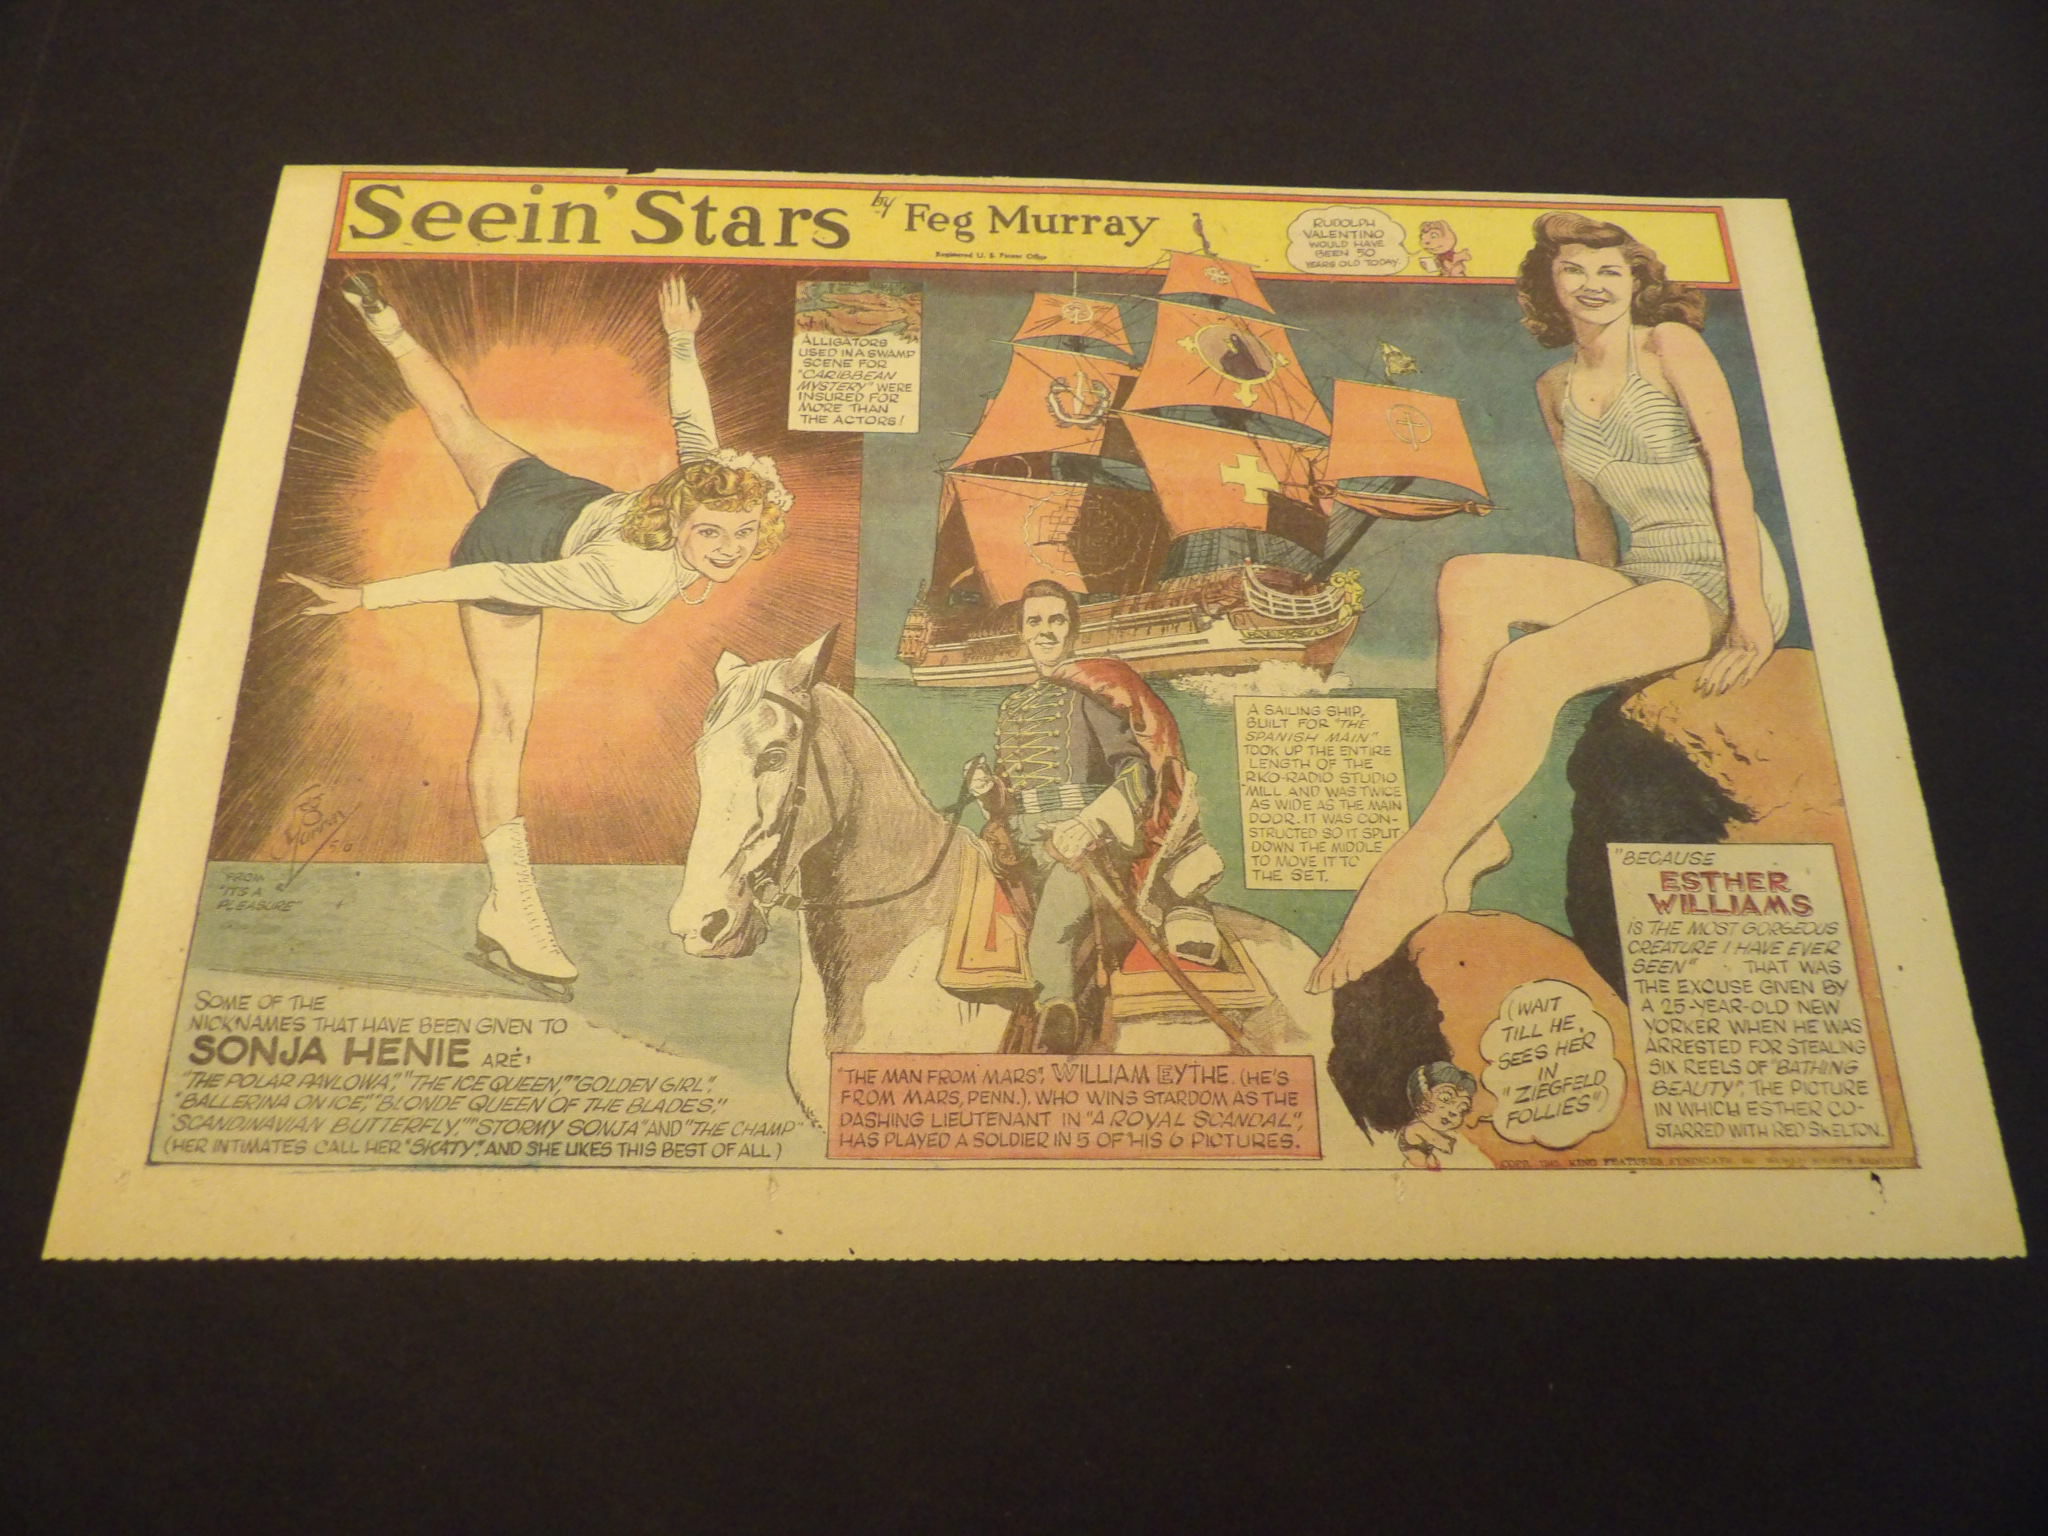 Seein' Stars by Feg Murray
Registered U. S. Patent Office
RUDOLPH
VALENTINO
WOULD HAVE
BEEN 50
YEARS OLD TODAY.
ALLIGATORS
USED IN A SWAMP
SCENE FOR
"CARIBBEAN
MYSTERY" WERE
INSURED FOR
MORE THAN
THE ACTORS!
A SAILING SHIP,
BUILT FOR "THE
SPANISH MAIN"
TOOK UP THE ENTIRE
LENGTH OF THE
RKO-RADIO STUDIO
MILL AND WAS TWICE
AS WIDE AS THE MAIN
DOOR. IT WAS CON-
STRUCTED SO IT SPLIT
DOWN THE MIDDLE
TO MOVE IT TO
THE SET.
Feg
Murray
5-6
FROM
"IT'S A
PLEASURE"
SOME OF THE
NICKNAMES THAT HAVE BEEN GIVEN TO
SONJA HENIE ARE:
"THE POLAR PAVLOWA," "THE ICE QUEEN," "GOLDEN GIRL",
"BALLERINA ON ICE," "BLONDE QUEEN OF THE BLADES,"
"SCANDINAVIAN BUTTERFLY," "STORMY SONJA" AND "THE CHAMP"
(HER INTIMATES CALL HER "SKATY" AND SHE LIKES THIS BEST OF ALL)
"THE MAN FROM MARS", WILLIAM EYTHE. (HE'S
FROM MARS, PENN.), WHO WINS STARDOM AS THE
DASHING LIEUTENANT IN "A ROYAL SCANDAL",
HAS PLAYED A SOLDIER IN 5 OF HIS 6 PICTURES.
(WAIT
TILL HE
SEES HER
IN
"ZIEGFELD
FOLLIES")
"BECAUSE
ESTHER
WILLIAMS
IS THE MOST GORGEOUS
CREATURE I HAVE EVER
SEEN" THAT WAS
THE EXCUSE GIVEN BY
A 25-YEAR-OLD NEW
YORKER WHEN HE WAS
ARRESTED FOR STEALING
SIX REELS OF "BATHING
BEAUTY", THE PICTURE
IN WHICH ESTHER CO-
STARRED WITH RED SKELTON.
COPR. 1945, KING FEATURES SYNDICATE